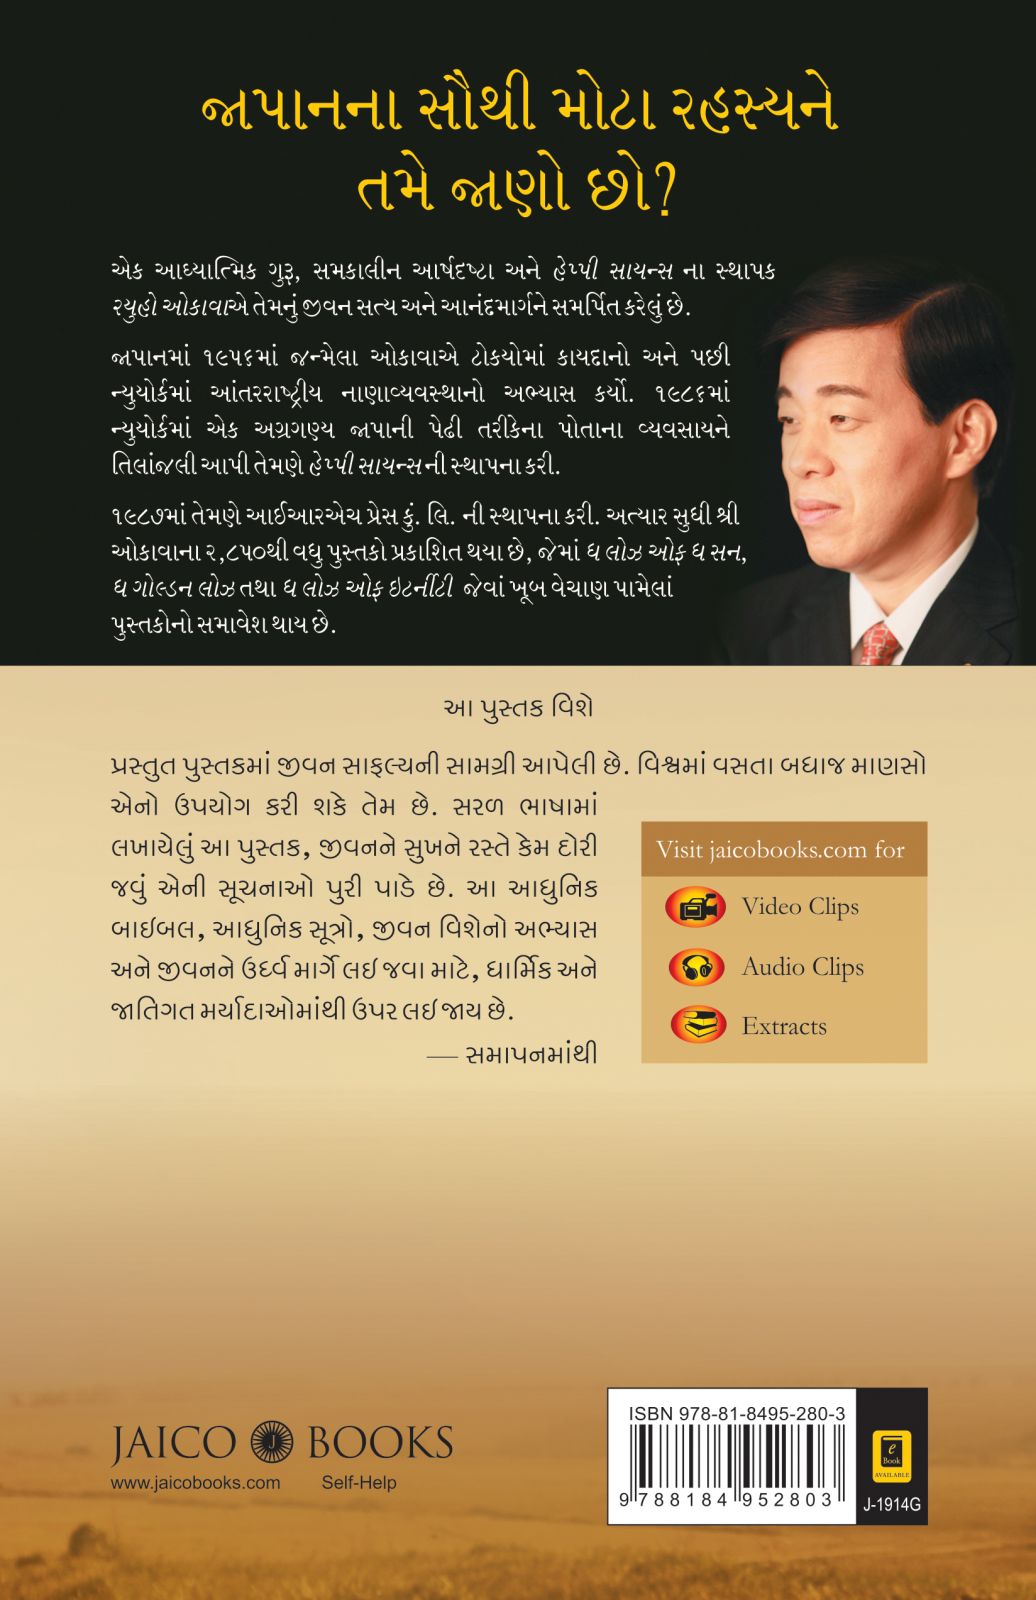 જાપાનના સૌથી મોટા રહસ્યને
તમે જાણો છો?
એક આધ્યાત્મિક ગુરૂ, સમકાલીન આર્ષદષ્ટા અને હેપ્પી સાયન્સ ના સ્થાપક
રયુહો ઓકાવાએ તેમનું જીવન સત્ય અને આનંદમાર્ગને સમર્પિત કરેલું છે.
જાપાનમાં ૧૯૫૬માં જન્મેલા ઓકાવાએ ટોકયોમાં કાયદાનો અને પછી
ન્યુયોર્કમાં આંતરરાષ્ટ્રીય નાણાવ્યવસ્થાનો અભ્યાસ કર્યો. ૧૯૮૬માં
ન્યુયોર્કમાં એક અગ્રગણ્ય જાપાની પેઢી તરીકેના પોતાના વ્યવસાયને
તિલાંજલી આપી તેમણે હેપ્પી સાયન્સની સ્થાપના કરી.
૧૯૮૭માં તેમણે આઈઆરએચ પ્રેસ કું. લિ. ની સ્થાપના કરી. અત્યાર સુધી શ્રી
ઓકાવાના ૨,૮૫૦થી વધુ પુસ્તકો પ્રકાશિત થયા છે, જેમાં ધ લોઝ ઓફ ધ સન,
ધ ગોલ્ડન લોઝ તથા ધ લોઝ ઓફ ઇટર્નીટી જેવાં ખૂબ વેચાણ પામેલાં
પુસ્તકોનો સમાવેશ થાય છે.
આ પુસ્તક વિશે
પ્રસ્તુત પુસ્તકમાં જીવન સાફલ્યની સામગ્રી આપેલી છે. વિશ્વમાં વસતા બધાજ માણસો
એનો ઉપયોગ કરી શકે તેમ છે. સરળ ભાષામાં
લખાયેલું આ પુસ્તક, જીવનને સુખને રસ્તે કેમ દોરી
જવું એની સૂચનાઓ પુરી પાડે છે. આ આધુનિક
બાઇબલ, આધુનિક સૂત્રો, જીવન વિશેનો અભ્યાસ
અને જીવનને ઉર્ધ્વ માર્ગે લઇ જવા માટે, ધાર્મિક અને
જાતિગત મર્યાદાઓમાંથી ઉપર લઇ જાય છે.
— સમાપનમાંથી
Visit jaicobooks.com for
Video Clips
Audio Clips
Extracts
JAICO J BOOKS
www.jaicobooks.com Self-Help
ISBN 978-81-8495-280-3
9 788184 952803
e
Book
AVAILABLE
J-1914G